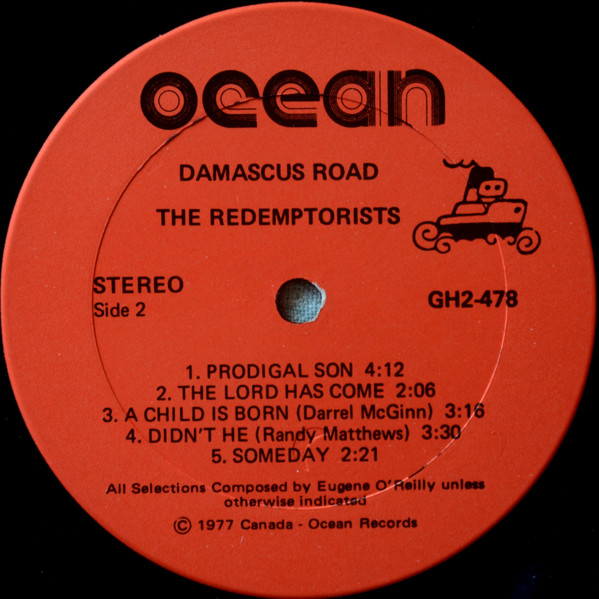 ocean
DAMASCUS ROAD
THE REDEMPTORISTS
STEREO
Side 2
GH2-478
1. PRODIGAL SON 4:12
2. THE LORD HAS COME 2:06
3. A CHILD IS BORN (Darrel McGinn) 3:16
4. DIDN'T HE (Randy Matthews) 3:30
5. SOMEDAY 2:21
All Selections Composed by Eugene O'Reilly unless
otherwise indicated
© 1977 Canada - Ocean Records